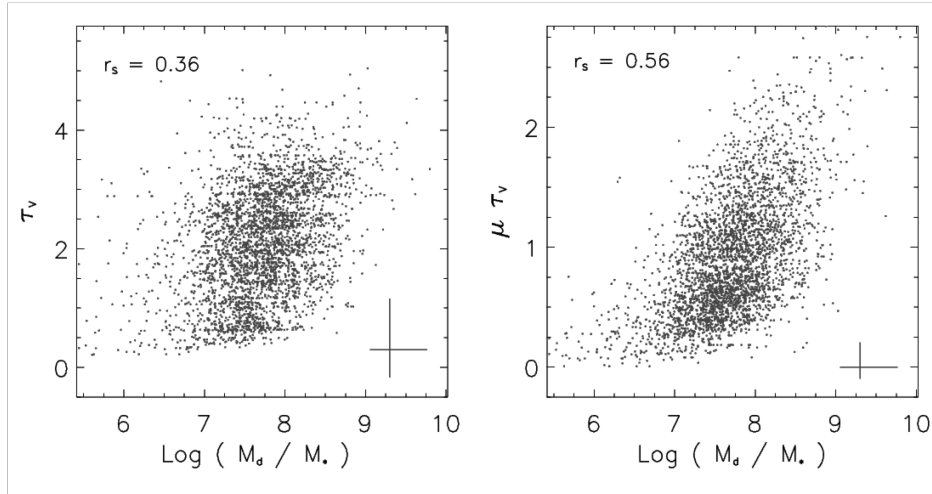 r_s = 0.36
4
2
0
τ_v
6 7 8 9 10
Log ( M_d / M_* )
r_s = 0.56
2
1
0
μ τ_v
6 7 8 9 10
Log ( M_d / M_* )